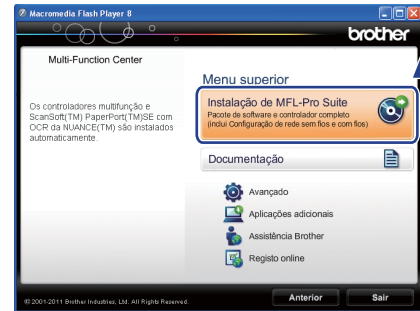 Macromedia Flash Player 8
brother
Multi-Function Center
Menu superior
Os controladores multifunção e
ScanSoft(TM) PaperPort(TM)SE com
OCR da NUANCE(TM) são instalados
automaticamente.
Instalação de MFL-Pro Suite
Pacote de software e controlador completo
(inclui Configuração de rede sem fios e com fios)
Documentação
Avançado
Aplicações adicionais
Assistência Brother
Registo online
© 2001-2011 Brother Industries, Ltd. All Rights Reserved.
Anterior
Sair